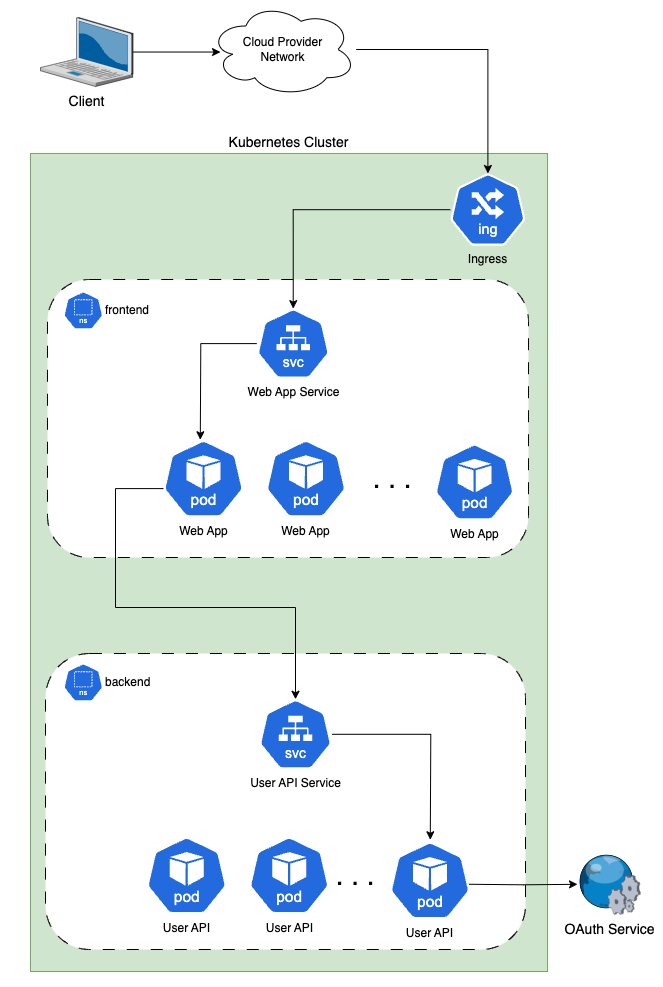 Cloud Provider
Network
Client
Kubernetes Cluster
ing
Ingress
ns
frontend
svc
Web App Service
pod
pod
. . .
pod
Web App
Web App
Web App
ns
backend
svc
User API Service
pod
pod
. . .
pod
User API
User API
User API
OAuth Service